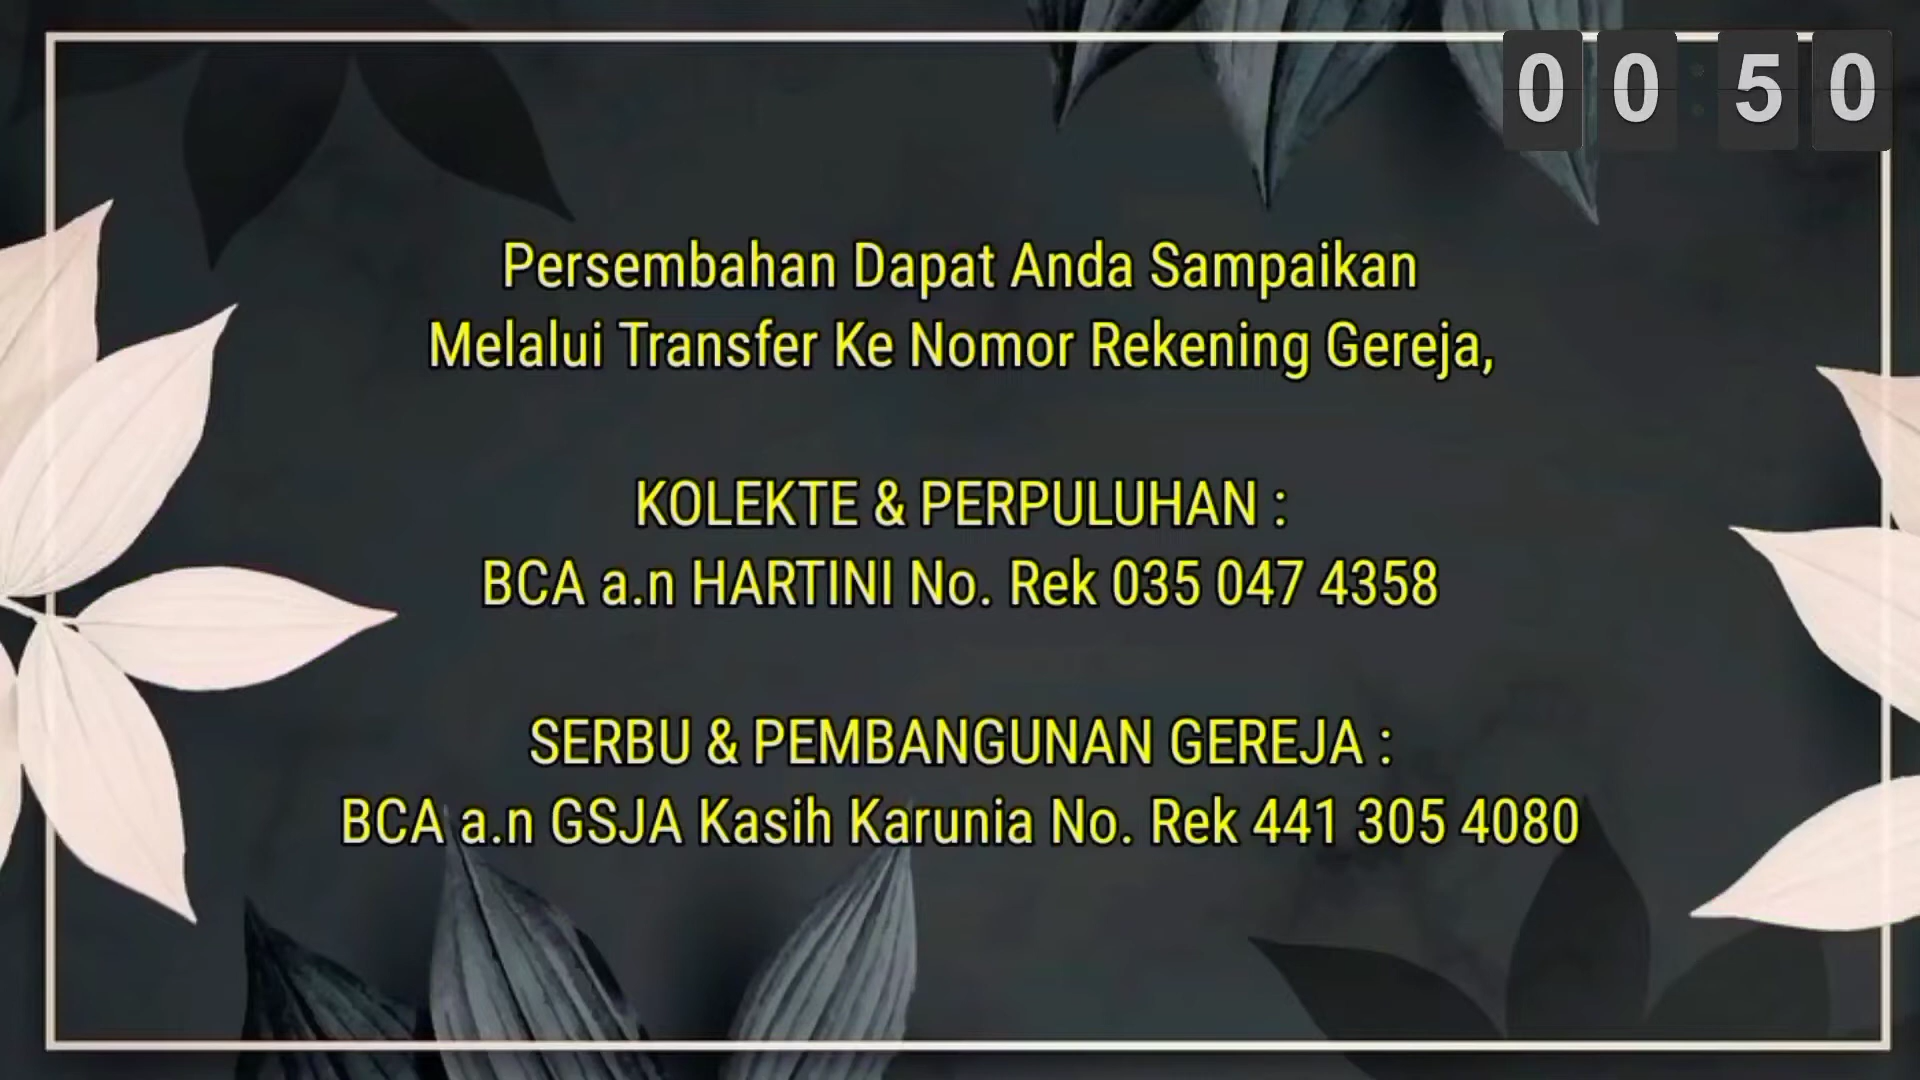 00:50
Persembahan Dapat Anda Sampaikan
Melalui Transfer Ke Nomor Rekening Gereja,
KOLEKTE & PERPULUHAN :
BCA a.n HARTINI No. Rek 035 047 4358
SERBU & PEMBANGUNAN GEREJA :
BCA a.n GSJA Kasih Karunia No. Rek 441 305 4080